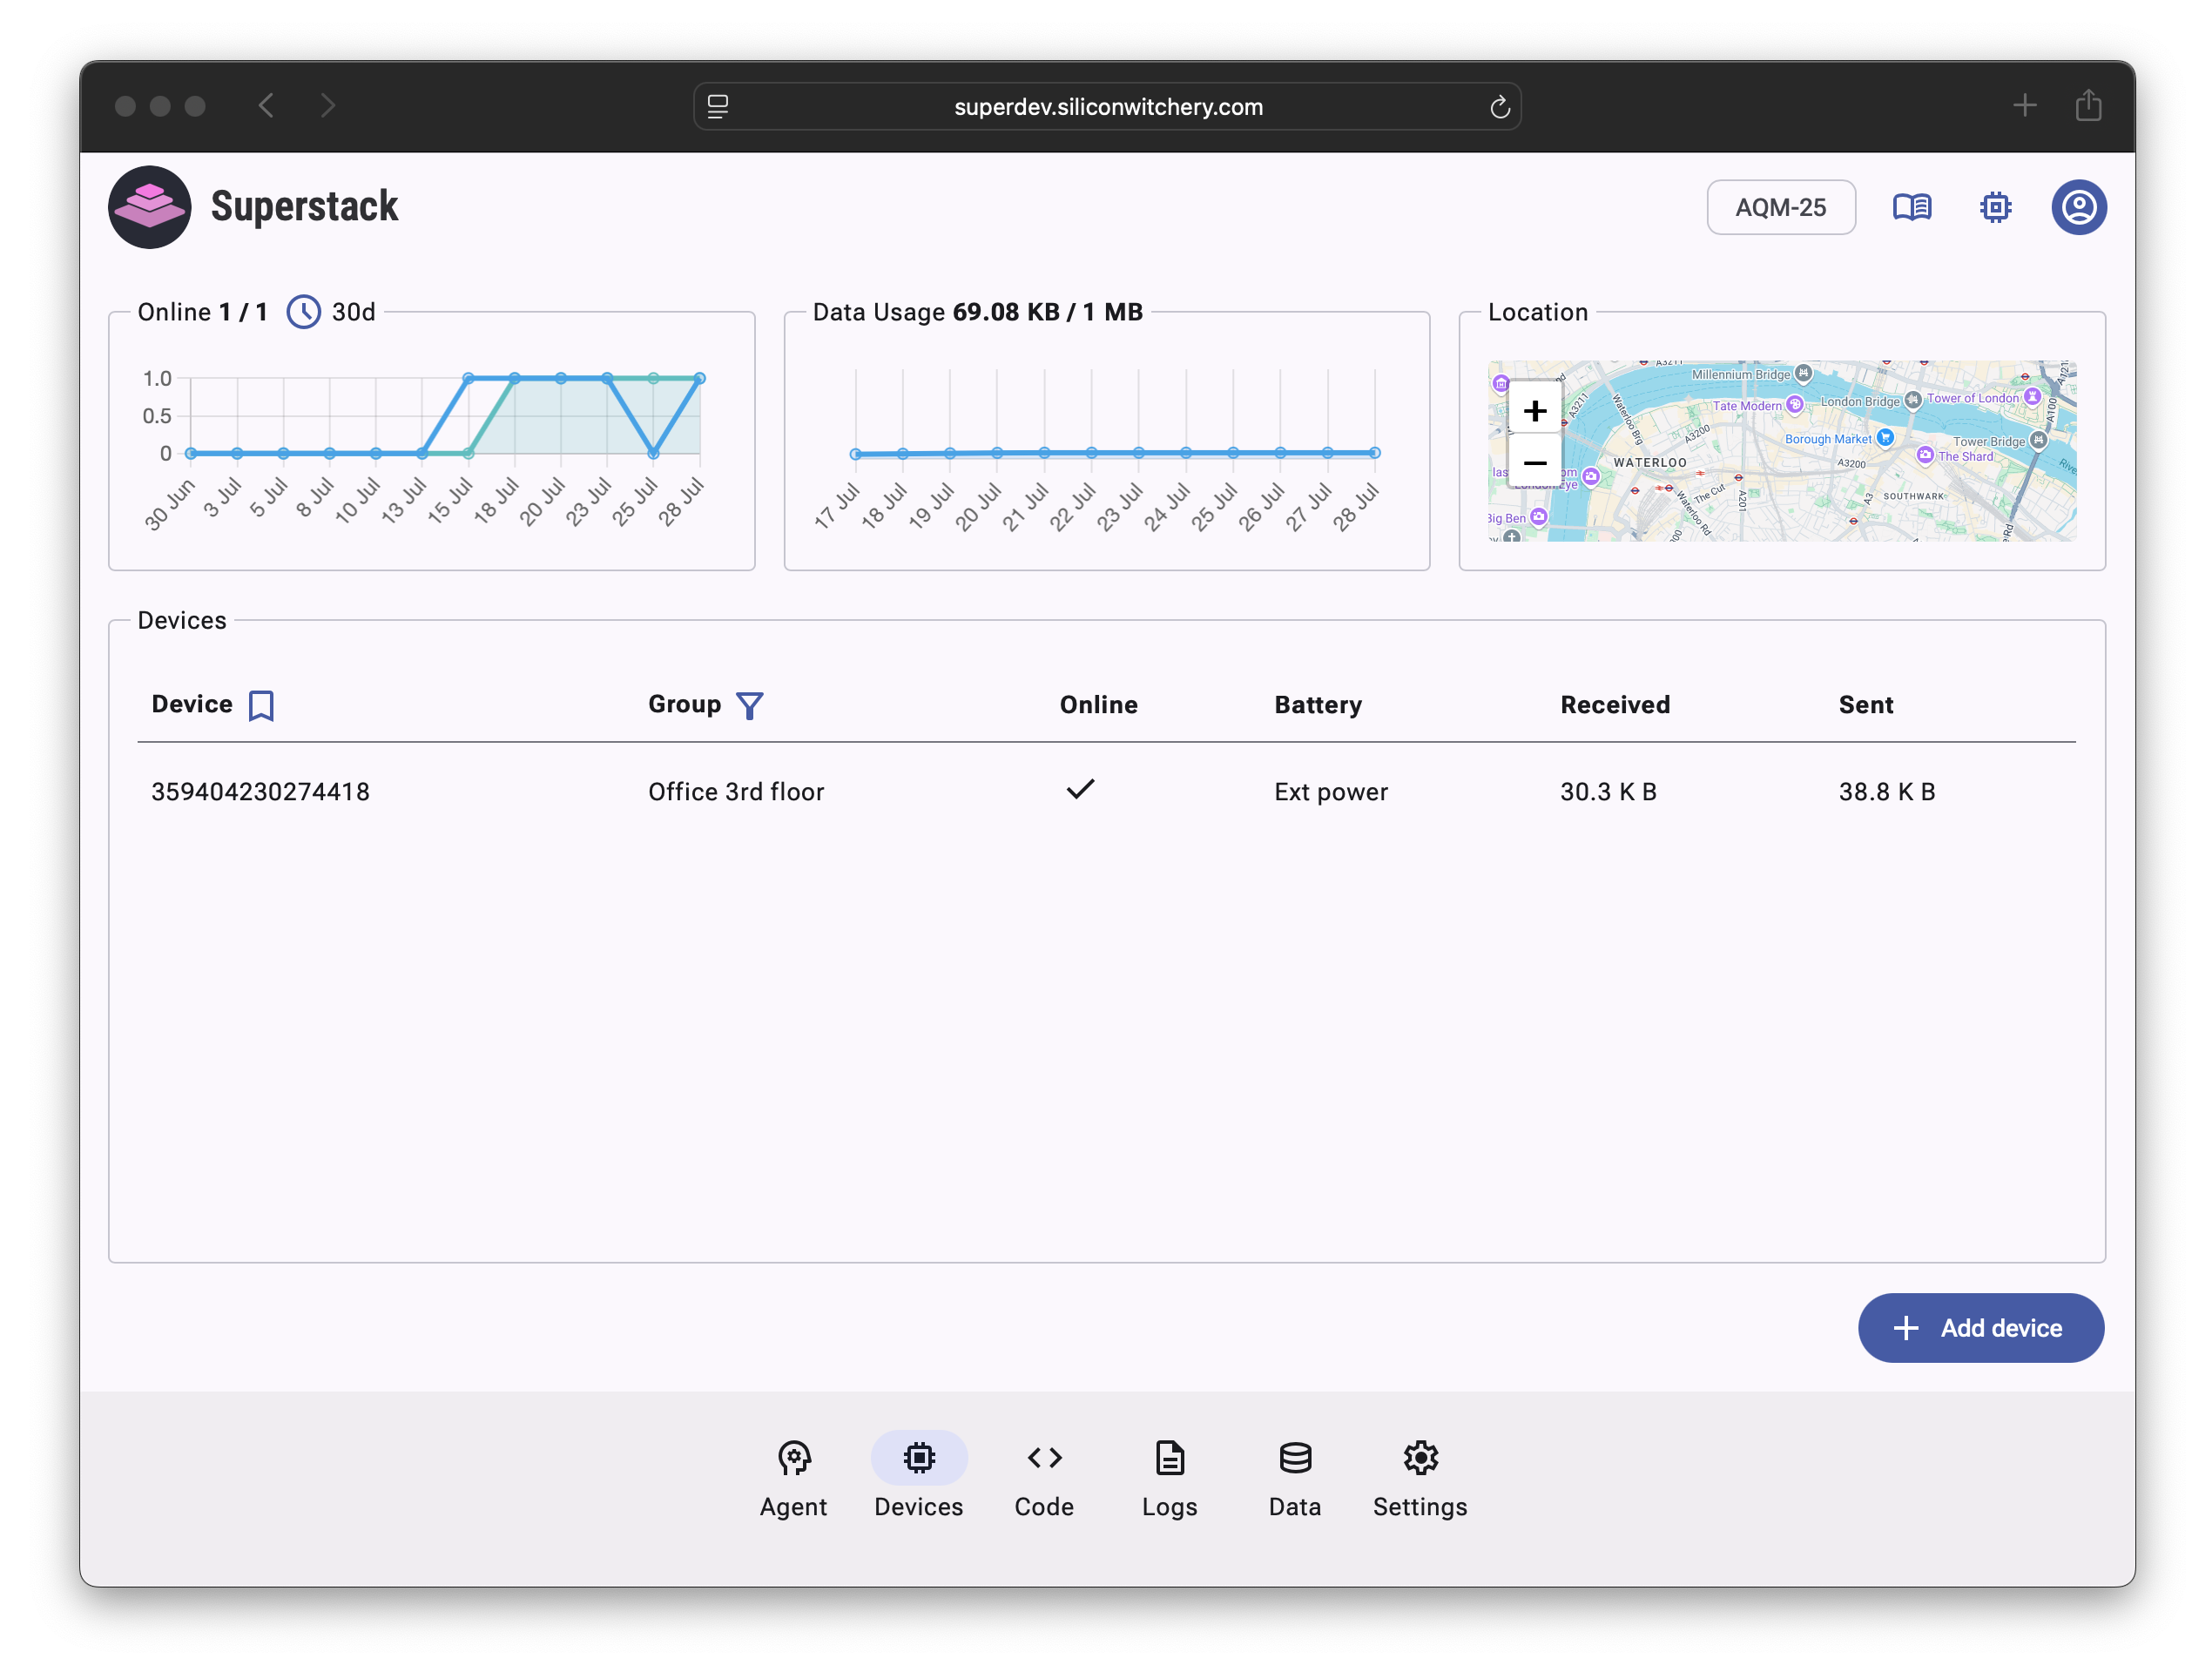 superdev.siliconwitchery.com
Superstack
AQM-25
Online 1 / 1 30d
1.0
0.5
0
30 Jun 3 Jul 5 Jul 8 Jul 10 Jul 13 Jul 15 Jul 18 Jul 20 Jul 23 Jul 25 Jul 28 Jul
Data Usage 69.08 KB / 1 MB
17 Jul 18 Jul 19 Jul 20 Jul 21 Jul 22 Jul 23 Jul 24 Jul 25 Jul 26 Jul 27 Jul 28 Jul
Location
+
−
A3211
Millennium Bridge
Tate Modern
London Bridge
Tower of London
A100
A3211
Waterloo Brg
A3200
Borough Market
Tower Bridge
The Shard
WATERLOO
A3200
The Cut
A201
A3
SOUTHWARK
Waterloo Rd
Big Ben
Devices
Device Group Online Battery Received Sent
359404230274418 Office 3rd floor Ext power 30.3 K B 38.8 K B
+ Add device
Agent Devices Code Logs Data Settings